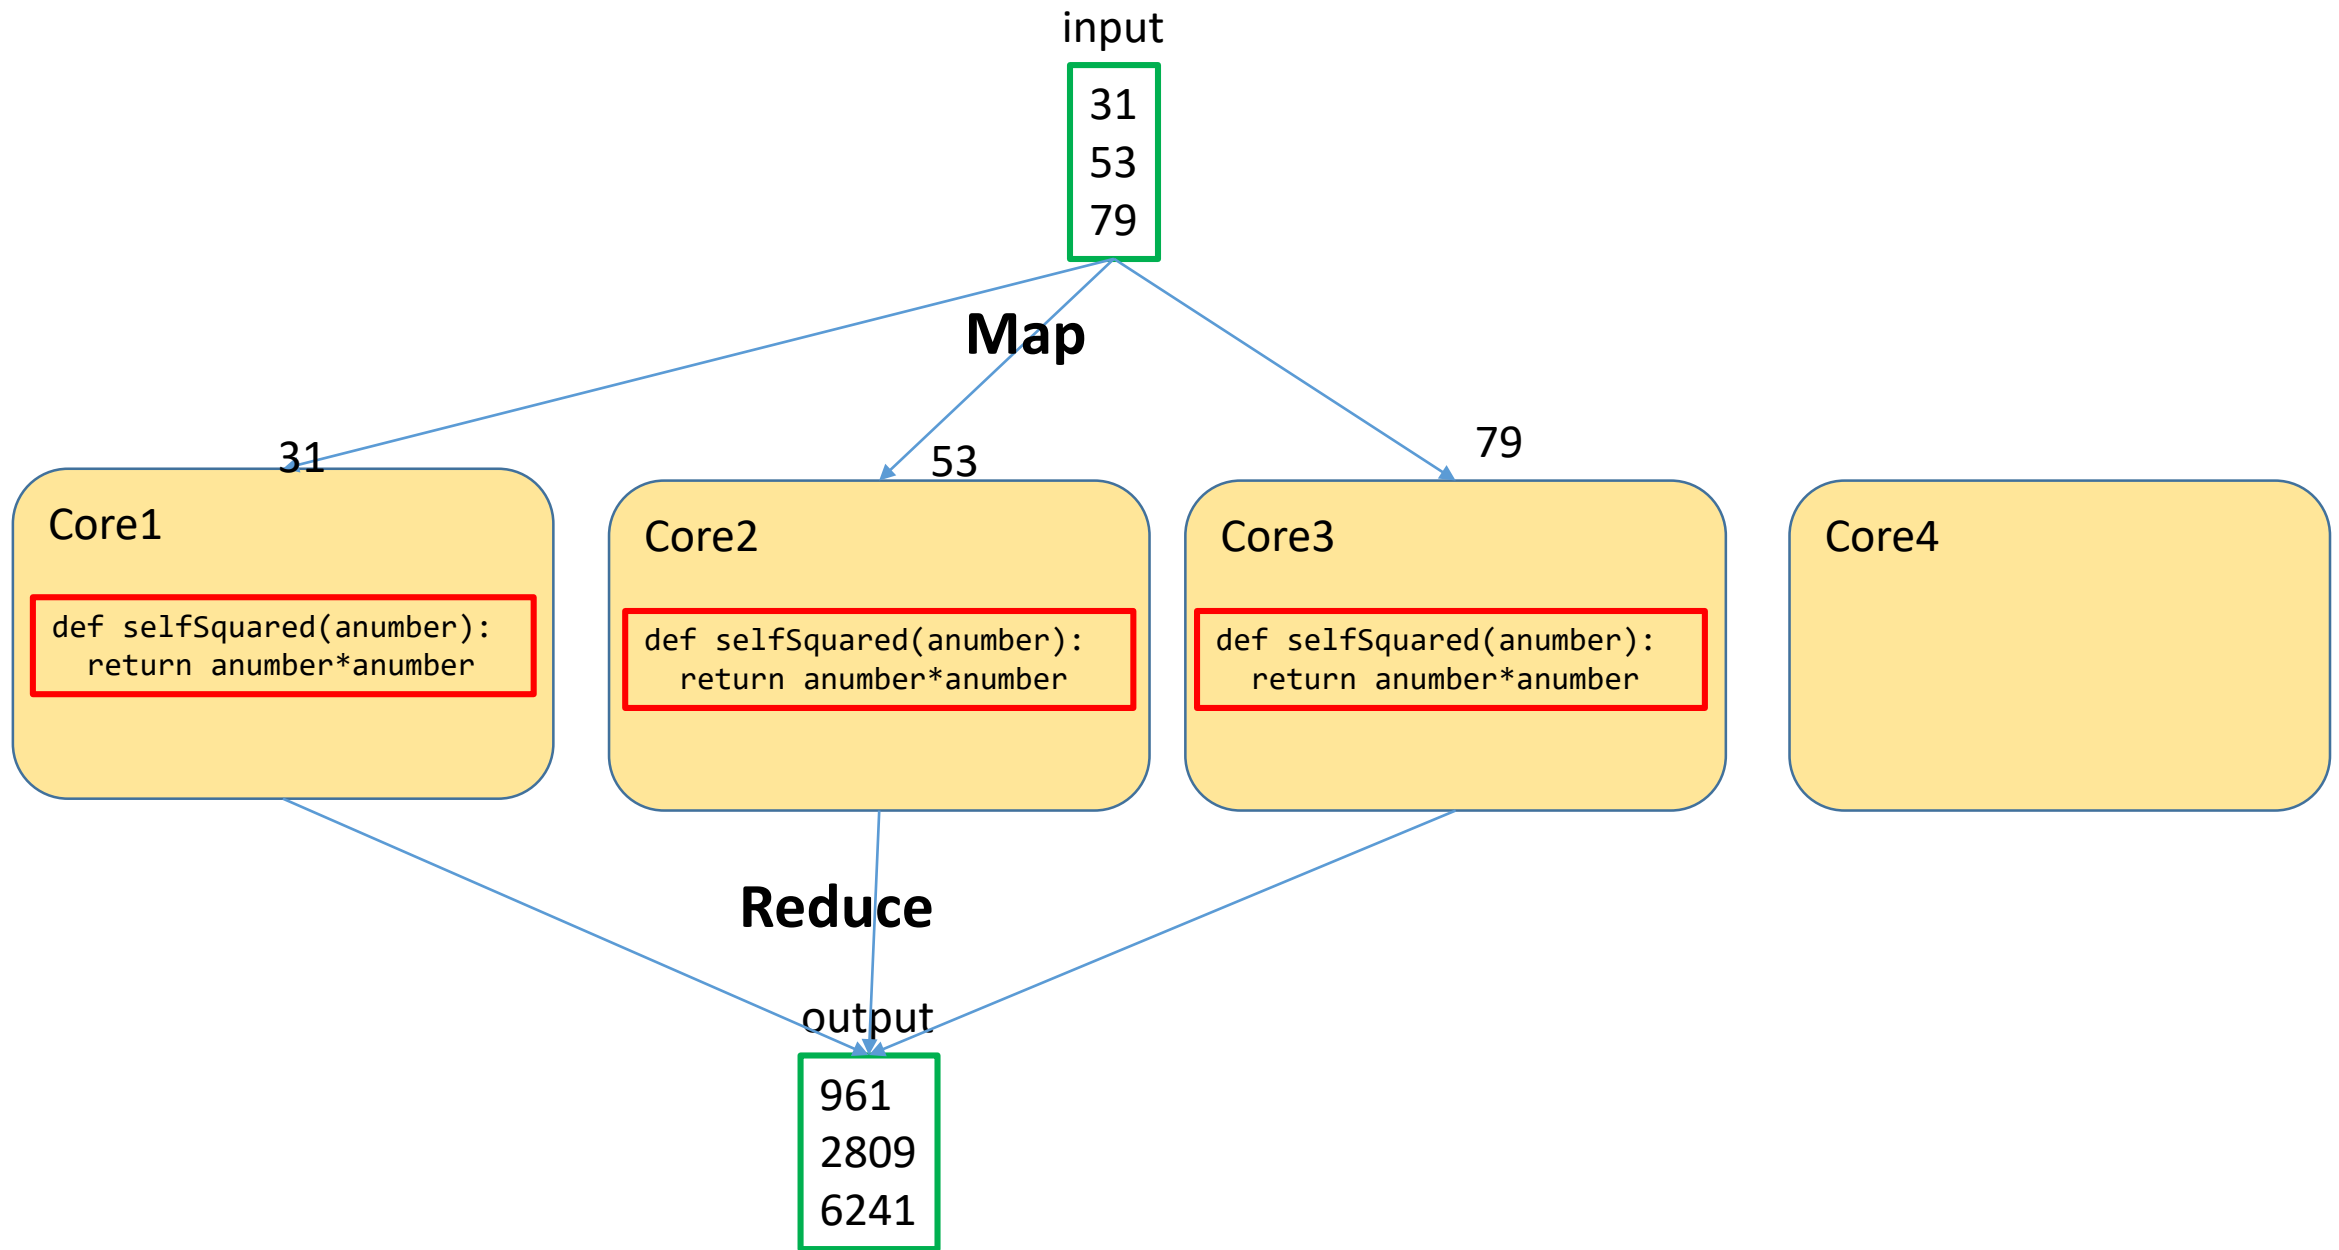 input
31
53
79
Map
31
53
79
Core1
def selfSquared(anumber):
  return anumber*anumber
Core2
def selfSquared(anumber):
  return anumber*anumber
Core3
def selfSquared(anumber):
  return anumber*anumber
Core4
Reduce
output
961
2809
6241